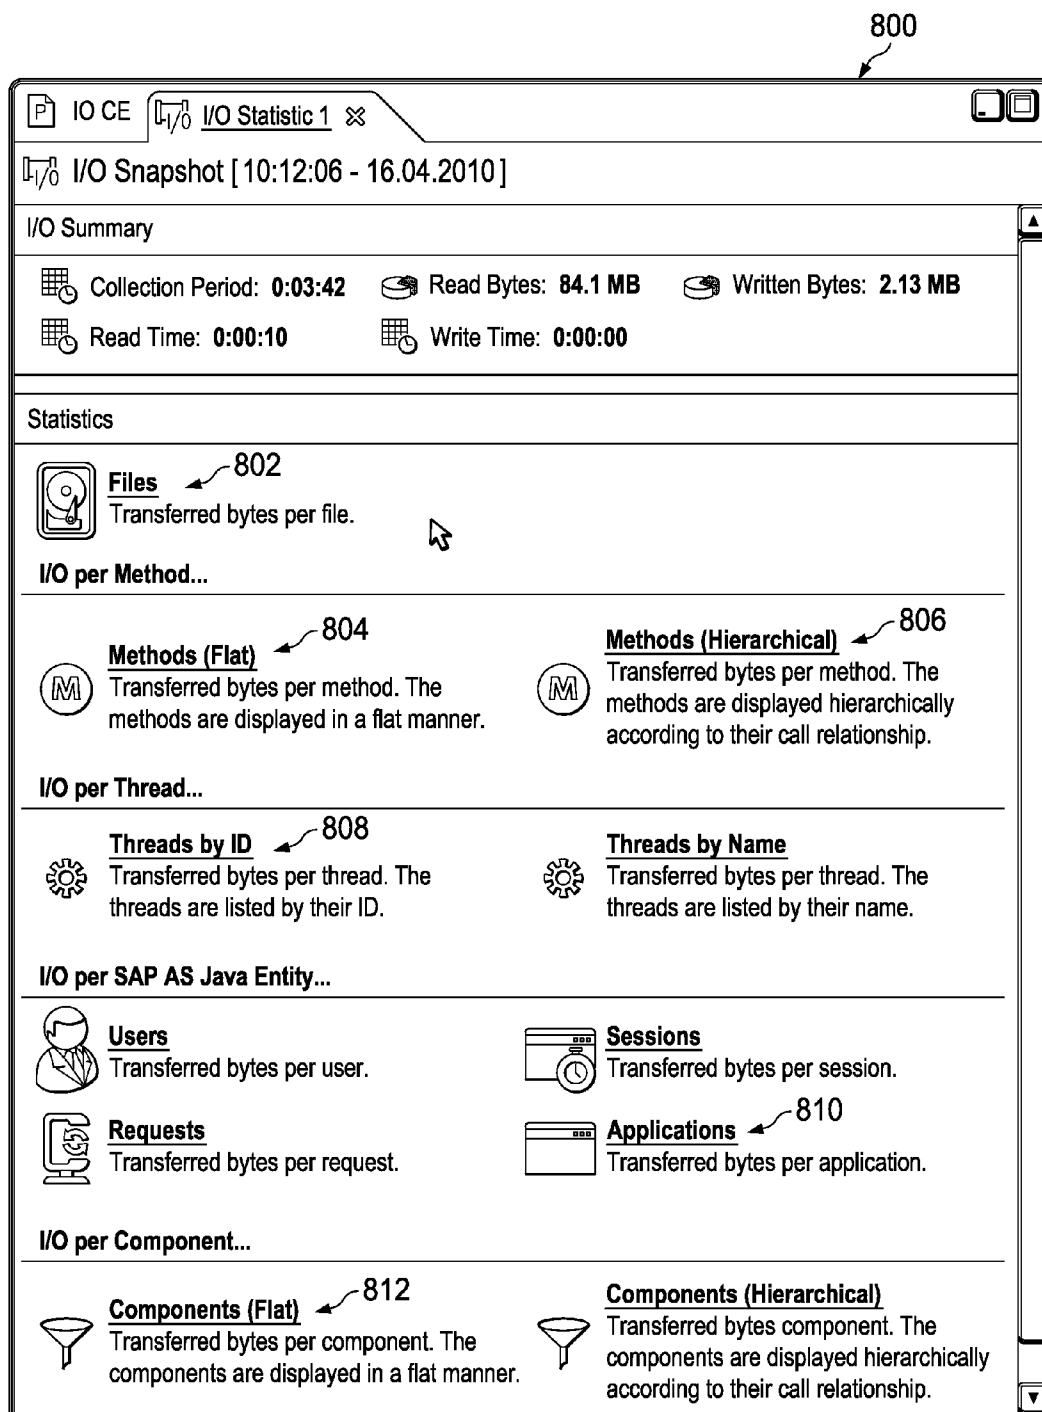 800
P IO CE I/O I/O Statistic 1
I/O I/O Snapshot [ 10:12:06 - 16.04.2010 ]
I/O Summary
Collection Period: 0:03:42 Read Bytes: 84.1 MB Written Bytes: 2.13 MB
Read Time: 0:00:10 Write Time: 0:00:00
Statistics
Files 802
Transferred bytes per file.
I/O per Method...
Methods (Flat) 804
M
Transferred bytes per method. The
methods are displayed in a flat manner.
Methods (Hierarchical) 806
M
Transferred bytes per method. The
methods are displayed hierarchically
according to their call relationship.
I/O per Thread...
Threads by ID 808
Transferred bytes per thread. The
threads are listed by their ID.
Threads by Name
Transferred bytes per thread. The
threads are listed by their name.
I/O per SAP AS Java Entity...
Users
Transferred bytes per user.
Sessions
Transferred bytes per session.
Requests
Transferred bytes per request.
Applications 810
Transferred bytes per application.
I/O per Component...
Components (Flat) 812
Transferred bytes per component. The
components are displayed in a flat manner.
Components (Hierarchical)
Transferred bytes component. The
components are displayed hierarchically
according to their call relationship.